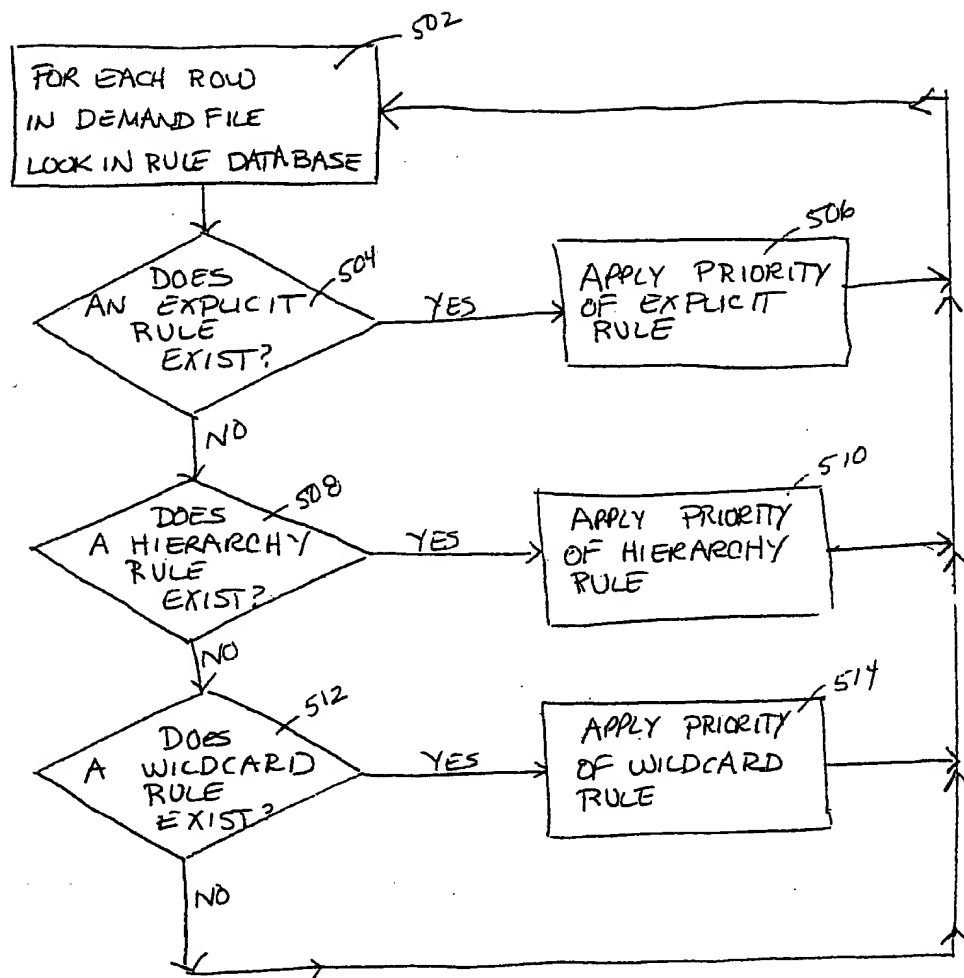 502
FOR EACH ROW
IN DEMAND FILE
LOOK IN RULE DATABASE
504
DOES
AN EXPLICIT
RULE
EXIST?
YES
506
APPLY PRIORITY
OF EXPLICIT
RULE
NO
508
DOES
A HIERARCHY
RULE
EXIST?
YES
510
APPLY PRIORITY
OF HIERARCHY
RULE
NO
512
DOES
A WILDCARD
RULE
EXIST?
YES
514
APPLY PRIORITY
OF WILDCARD
RULE
NO